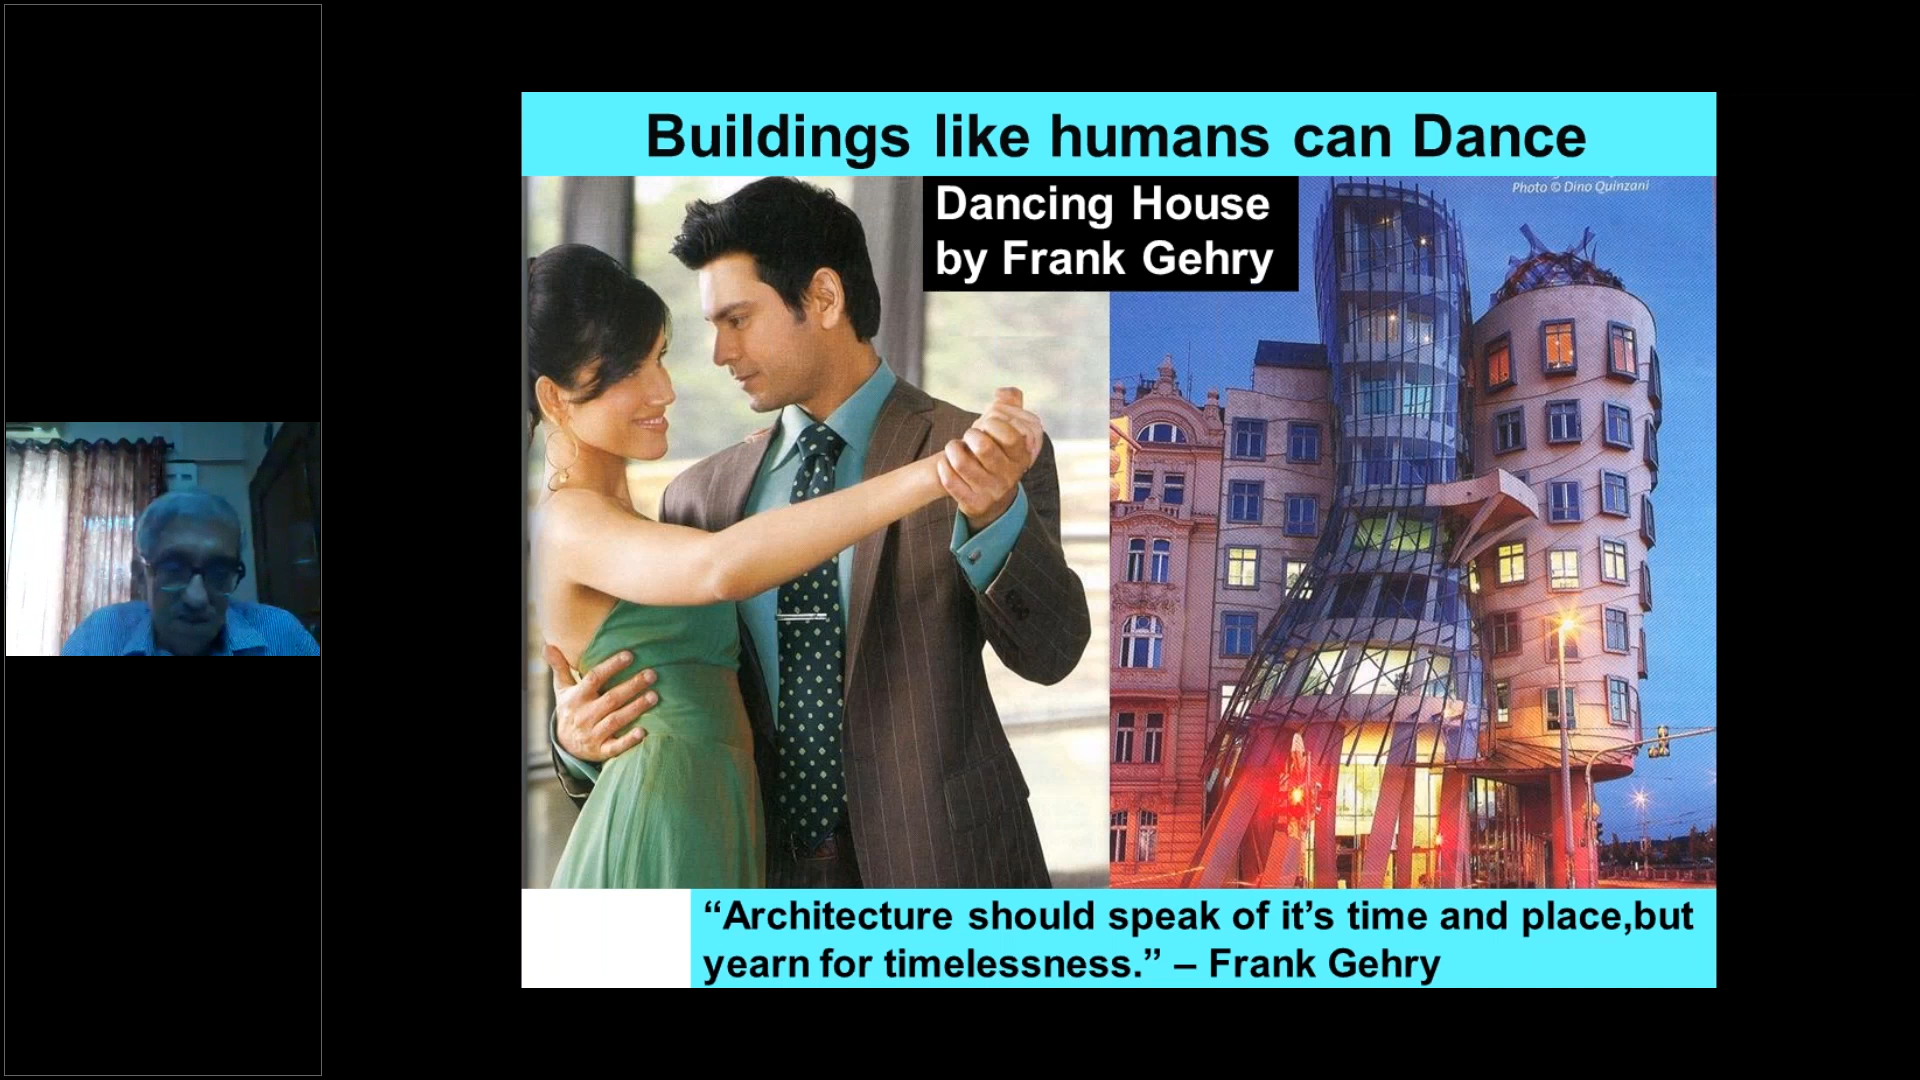 Buildings like humans can Dance
Photo © Dino Quinzani
Dancing House
by Frank Gehry
“Architecture should speak of it’s time and place,but
yearn for timelessness.” – Frank Gehry